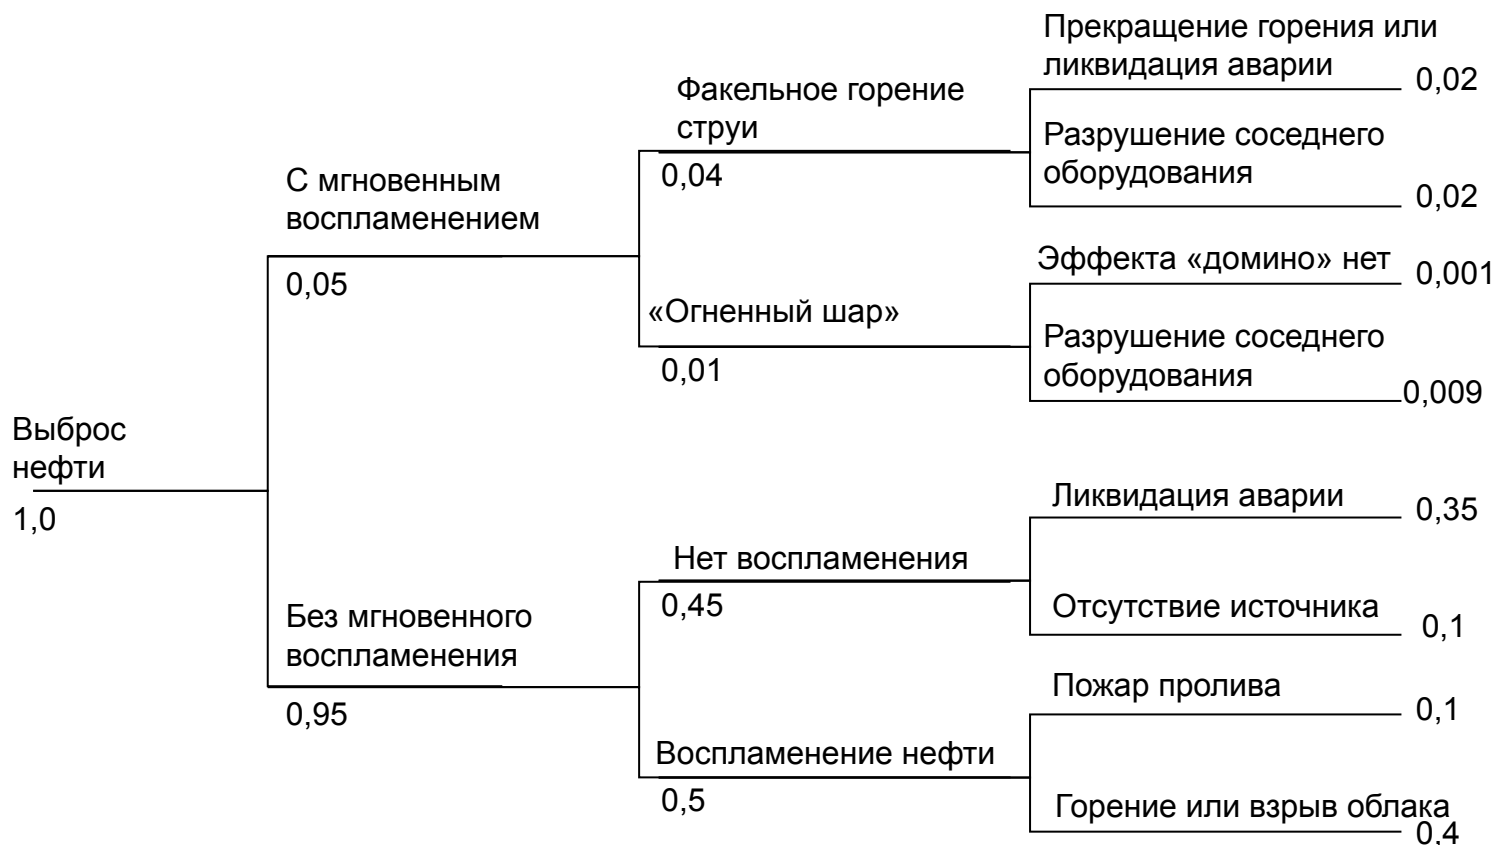 Прекращение горения или
ликвидация аварии
0,02
Факельное горение
струи
0,04
Разрушение соседнего
оборудования
0,02
С мгновенным
воспламенением
0,05
Эффекта «домино» нет
0,001
«Огненный шар»
0,01
Разрушение соседнего
оборудования
0,009
Выброс
нефти
1,0
Ликвидация аварии
0,35
Нет воспламенения
0,45
Отсутствие источника
0,1
Без мгновенного
воспламенения
0,95
Пожар пролива
0,1
Воспламенение нефти
0,5
Горение или взрыв облака
0,4